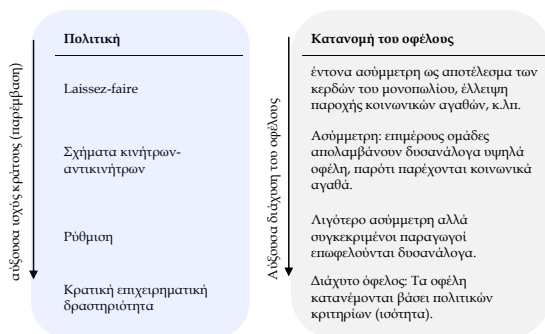 αύξουσα ισχύς κράτους (παρέμβαση)
Πολιτική
Laissez-faire
Σχήματα κινήτρων-
αντικινήτρων
Ρύθμιση
Κρατική επιχειρηματική
δραστηριότητα
Αύξουσα διάχυση του οφέλους
Κατανομή του οφέλους
έντονα ασύμμετρη ως αποτέλεσμα των
κερδών του μονοπωλίου, έλλειψη
παροχής κοινωνικών αγαθών, κ.λπ.
Ασύμμετρη: επιμέρους ομάδες
απολαμβάνουν δυσανάλογα υψηλά
οφέλη, παρότι παρέχονται κοινωνικά
αγαθά.
Λιγότερο ασύμμετρη αλλά
συγκεκριμένοι παραγωγοί
επωφελούνται δυσανάλογα.
Διάχυτο όφελος: Τα οφέλη
κατανέμονται βάσει πολιτικών
κριτηρίων (ισότητα).